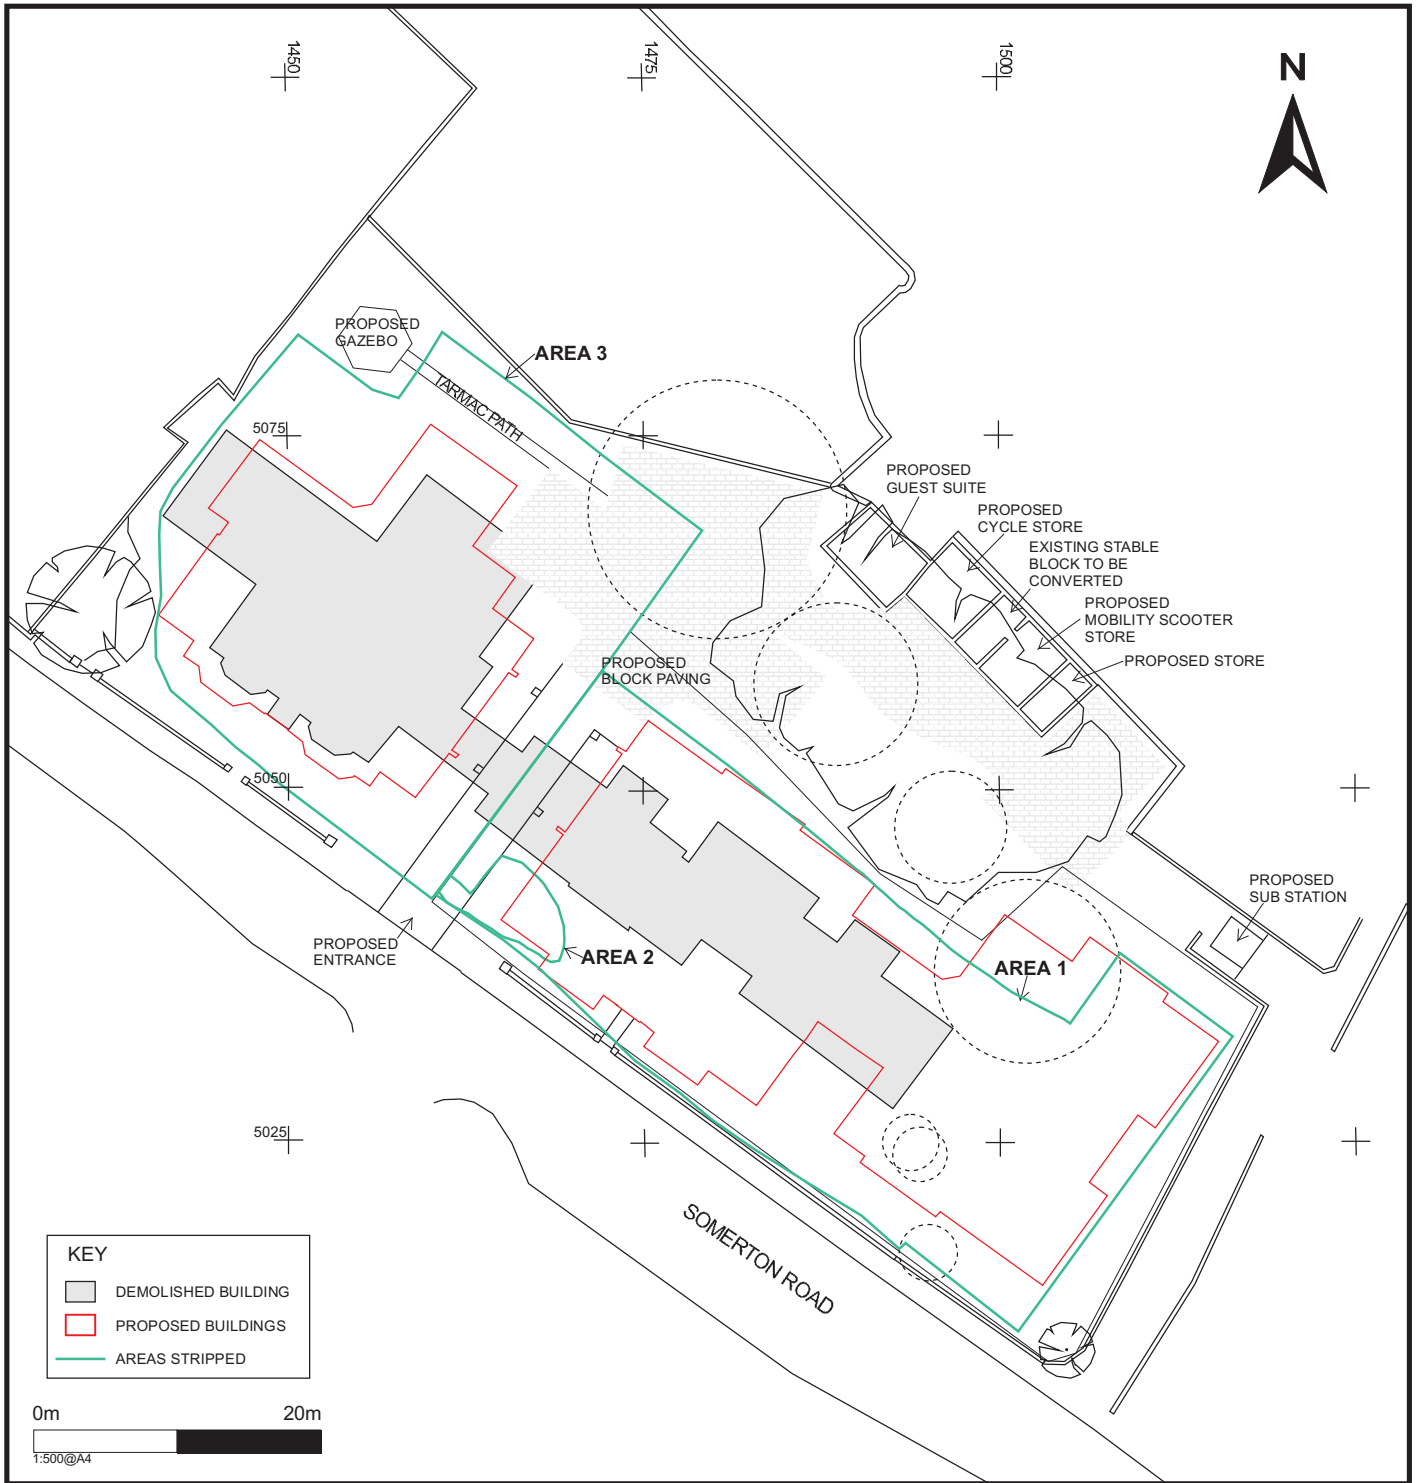 1450
1475
1500
N
PROPOSED
GAZEBO
AREA 3
TARMAC PATH
5075
PROPOSED
GUEST SUITE
PROPOSED
CYCLE STORE
EXISTING STABLE
BLOCK TO BE
CONVERTED
PROPOSED
MOBILITY SCOOTER
STORE
PROPOSED STORE
PROPOSED
BLOCK PAVING
5050
PROPOSED
SUB STATION
PROPOSED
ENTRANCE
AREA 2
AREA 1
5025
SOMERTON ROAD
KEY
DEMOLISHED BUILDING
PROPOSED BUILDINGS
AREAS STRIPPED
0m 20m
1:500@A4